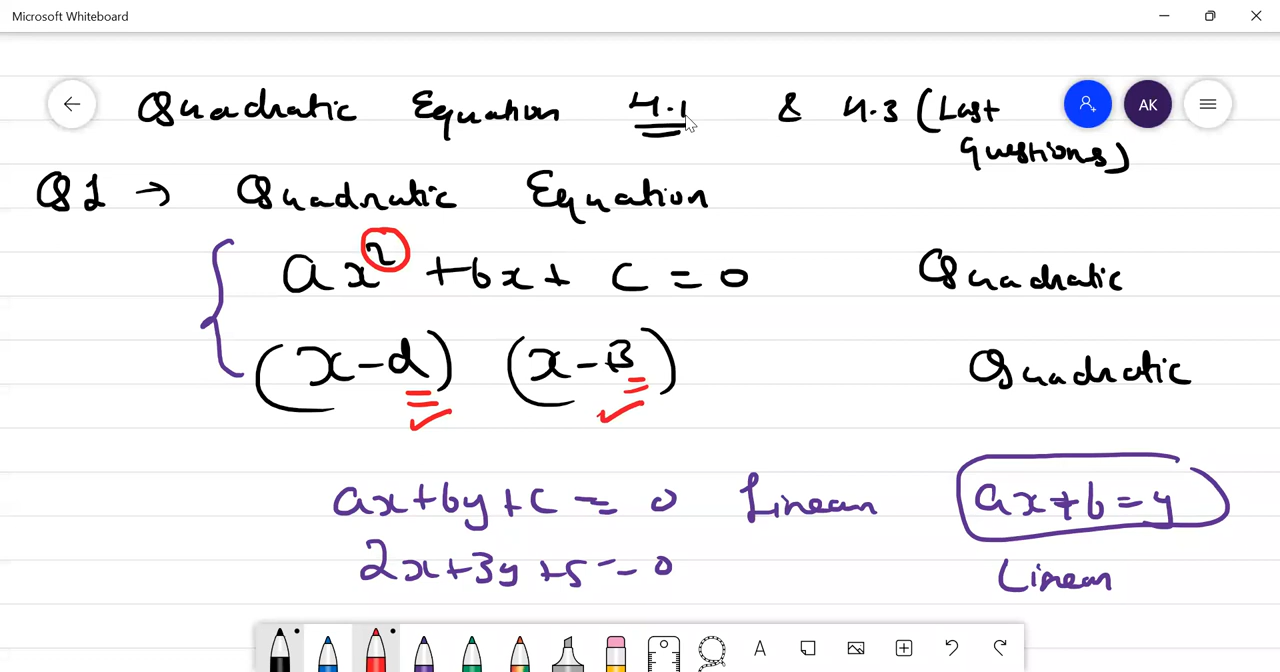 Microsoft Whiteboard
Quadratic Equation 4.1 & 4.3 (Last questions)
AK
Q1 → Quadratic Equation
ax² + bx + c = 0 Quadratic
(x - α) (x - β) Quadratic
ax + by + c = 0 Linear ax + b = y
2x + 3y + 5 = 0 Linear
A